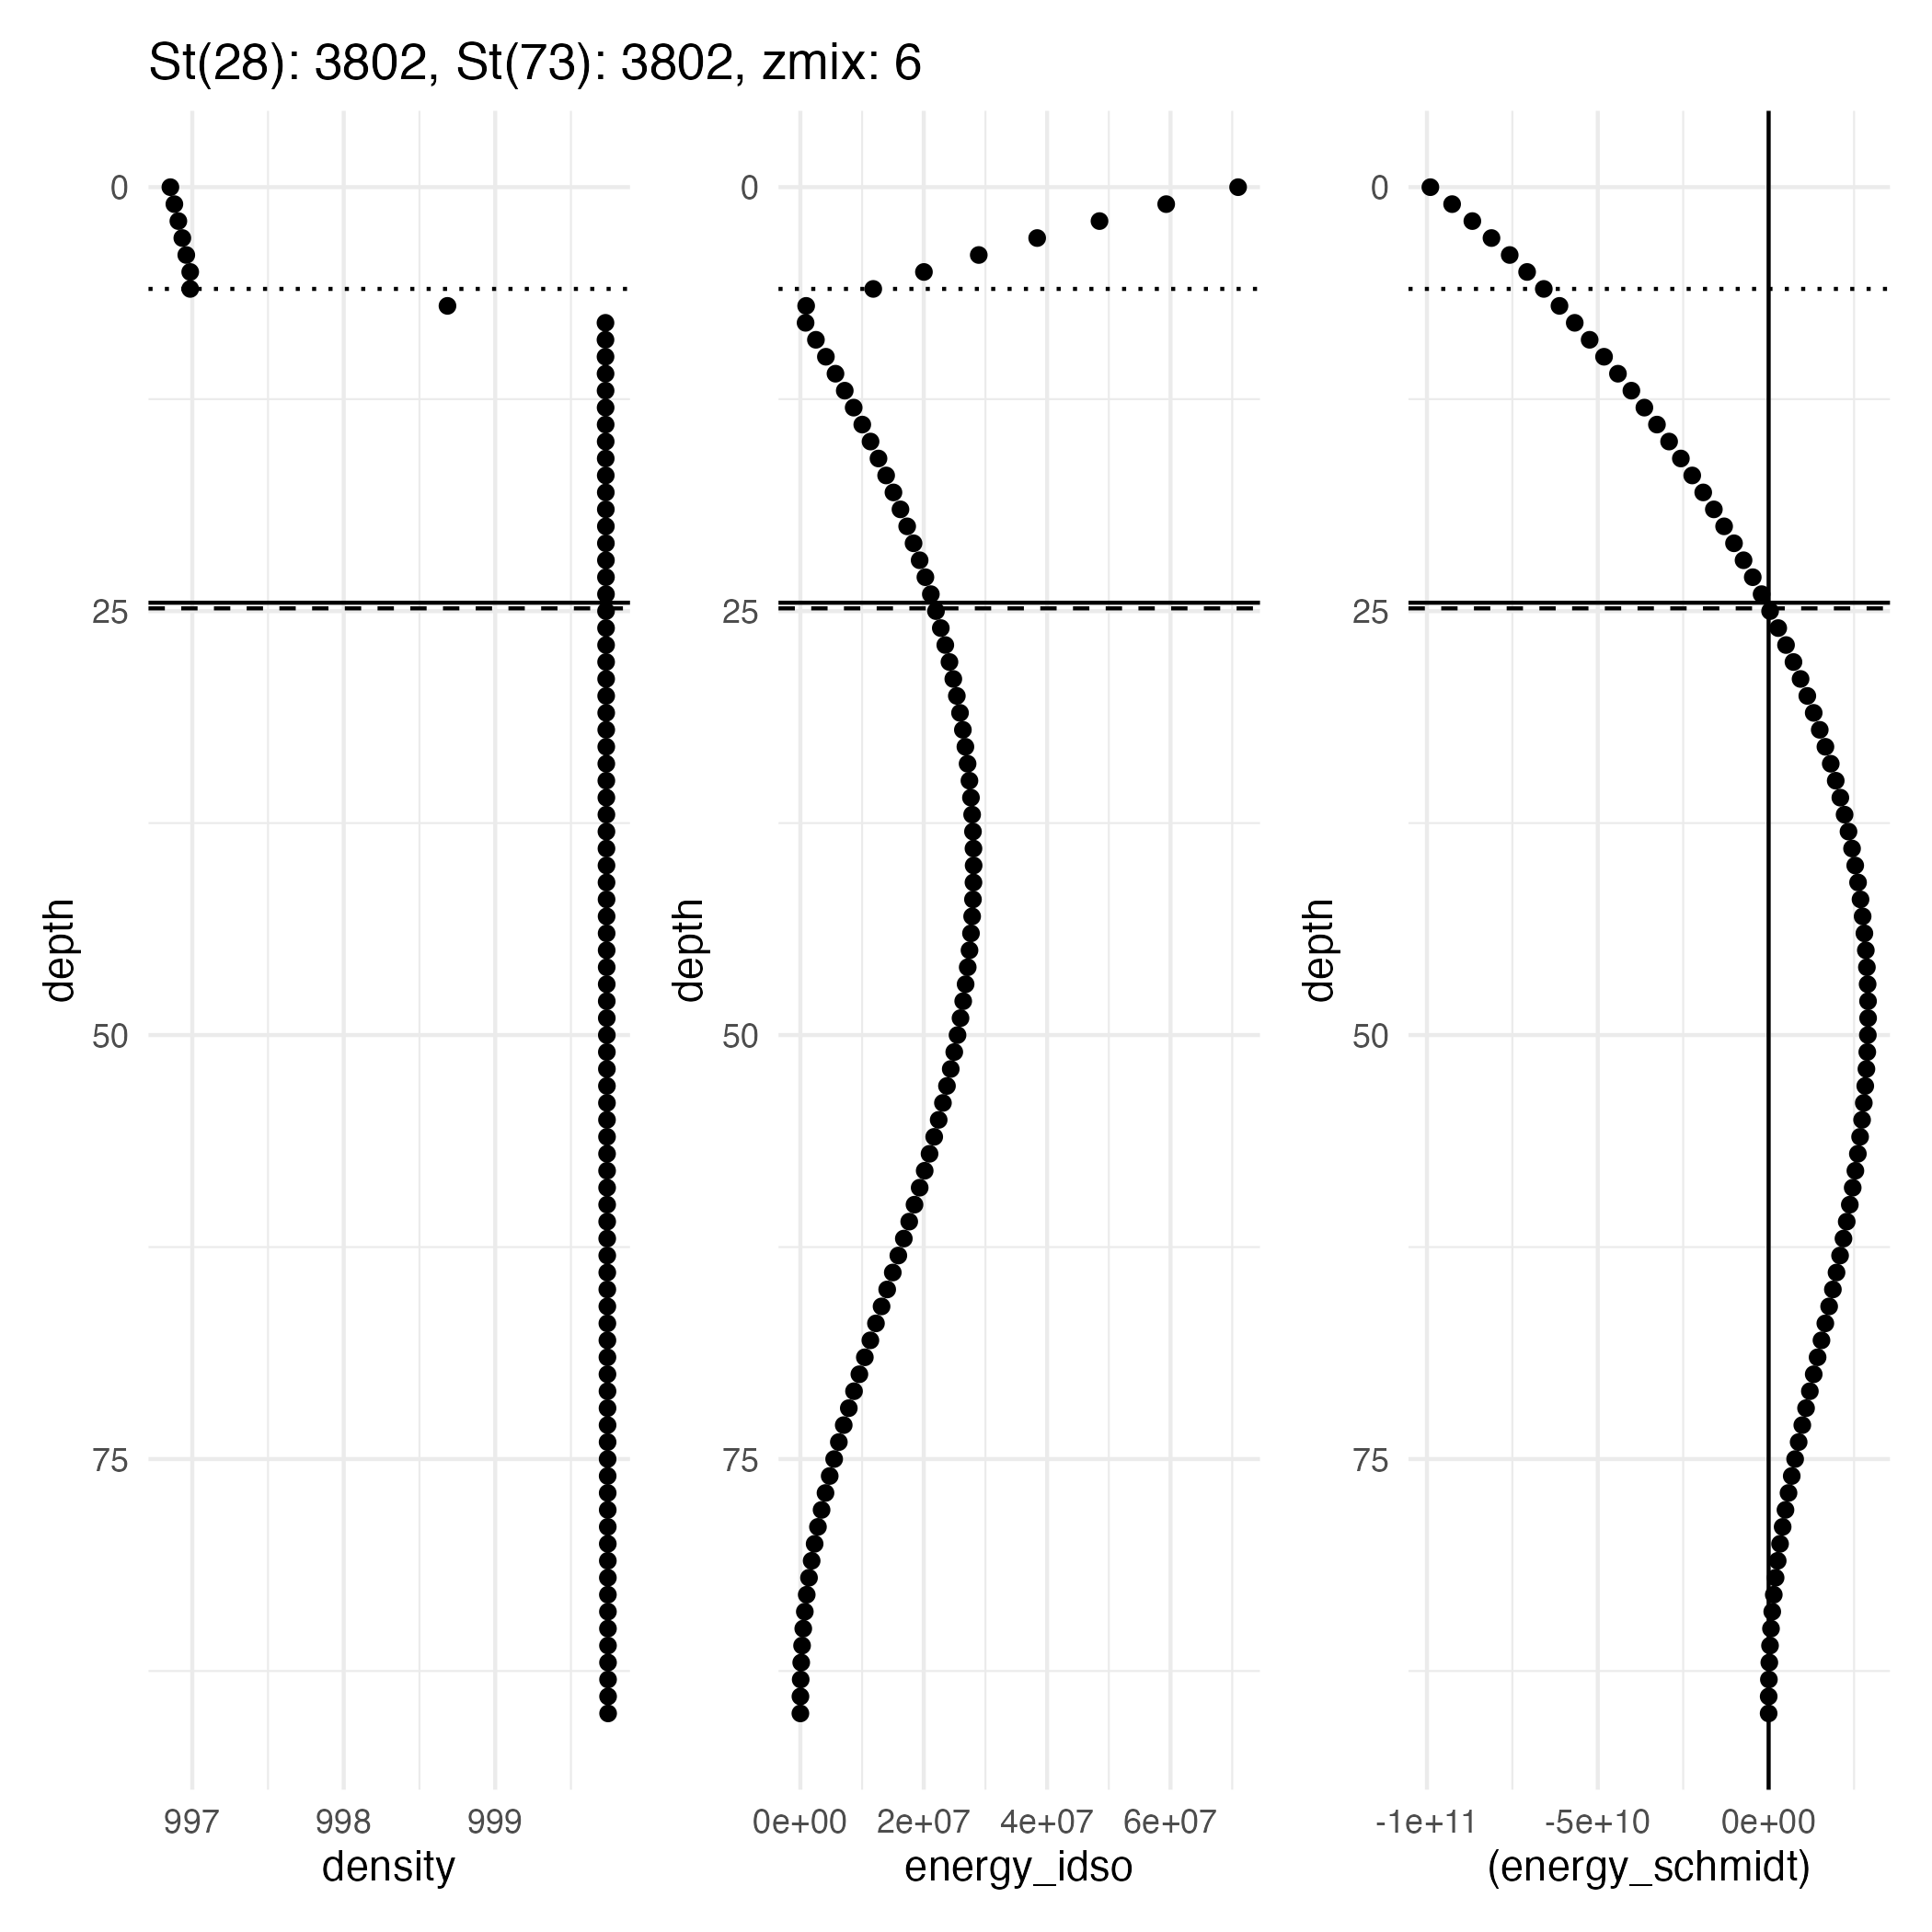 St(28): 3802, St(73): 3802, zmix: 6
0
25
50
75
depth
997 998 999
density
0
25
50
75
depth
0e+00 2e+07 4e+07 6e+07
energy_idso
0
25
50
75
depth
-1e+11 -5e+10 0e+00
(energy_schmidt)